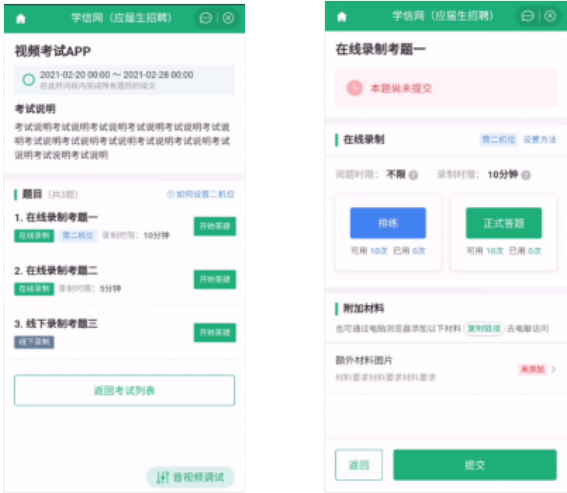 学信网（应届生招聘）
视频考试APP
2021-02-20 00:00 ～ 2021-02-28 00:00
在此时间段内完成所有题目的提交
考试说明
考试说明考试说明考试说明考试说明考试说明考试说
明考试说明考试说明考试说明考试说明考试说明考试
说明考试说明考试说明
题目（共3题）
如何设置二机位
1. 在线录制考题一
开始答题
在线录制 第二机位 录制时限：10分钟
2. 在线录制考题二
开始答题
在线录制 录制时限：5分钟
3. 线下录制考题三
开始答题
线下录制
返回考试列表
音视频调试
学信网（应届生招聘）
在线录制考题一
本题尚未提交
在线录制
第二机位 设置方法
阅题时限：不限 录制时限：10分钟
排练
可用 10次 已用 0次
正式答题
可用 10次 已用 0次
附加材料
也可通过电脑浏览器添加以下材料 复制链接 去电脑访问
额外材料图片
材料要求材料要求材料要求
未添加
返回
提交